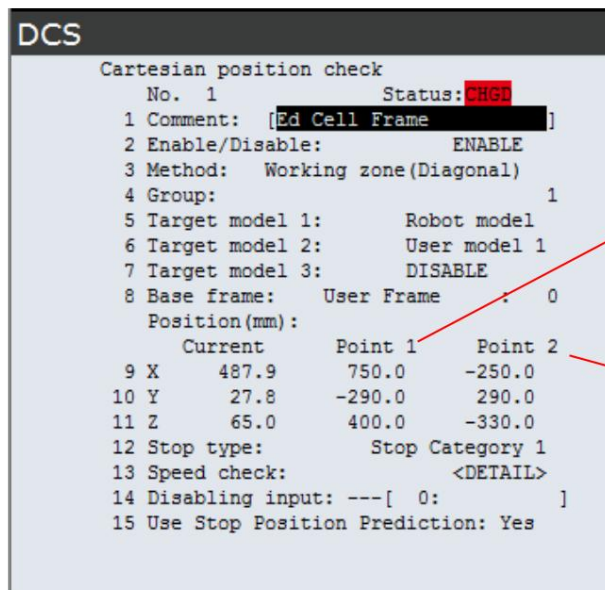 DCS
Cartesian position check
No. 1 Status:CHGD
1 Comment: [Ed Cell Frame ]
2 Enable/Disable: ENABLE
3 Method: Working zone(Diagonal)
4 Group: 1
5 Target model 1: Robot model
6 Target model 2: User model 1
7 Target model 3: DISABLE
8 Base frame: User Frame : 0
Position(mm):
Current Point 1 Point 2
9 X 487.9 750.0 -250.0
10 Y 27.8 -290.0 290.0
11 Z 65.0 400.0 -330.0
12 Stop type: Stop Category 1
13 Speed check: <DETAIL>
14 Disabling input: ---[ 0: ]
15 Use Stop Position Prediction: Yes